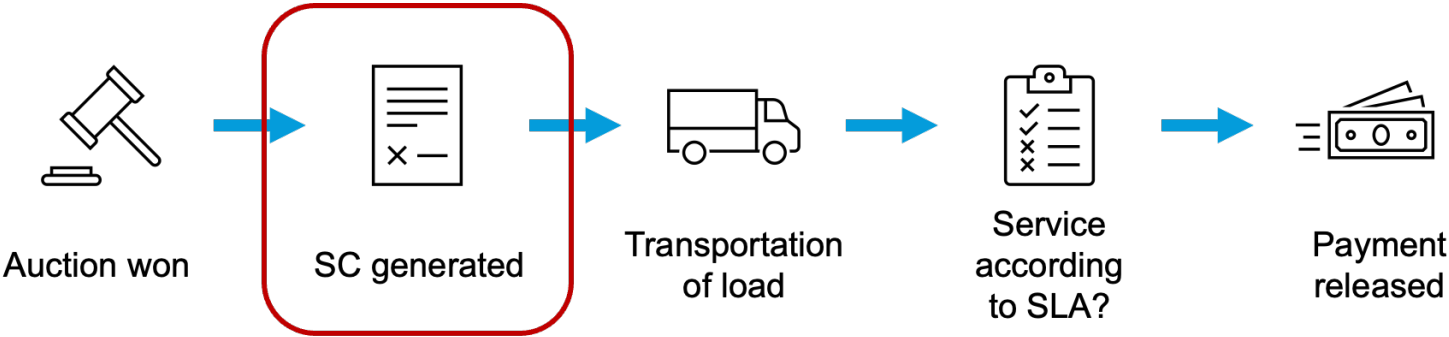 Auction won
SC generated
Transportation
of load
Service
according
to SLA?
Payment
released